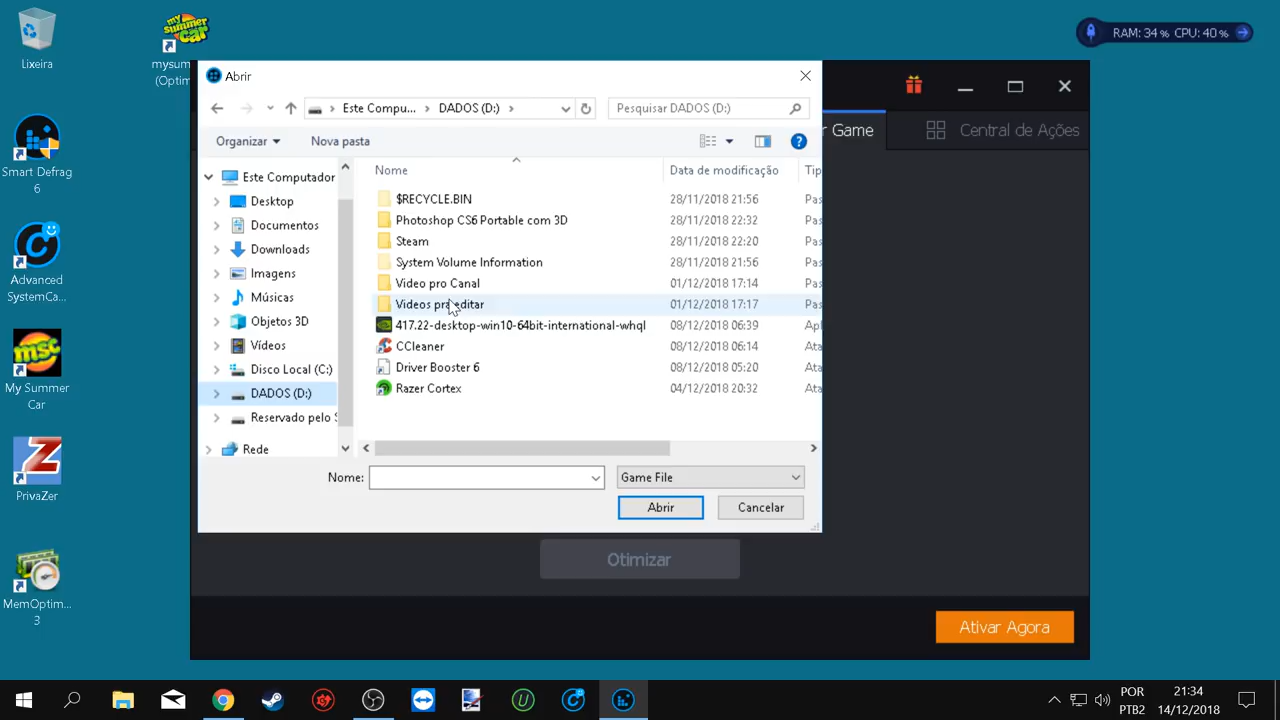 Lixeira
my summer car
mysum
(Optim
RAM: 34 % CPU: 40 %
Abrir
Este Compu... DADOS (D:)
Pesquisar DADOS (D:)
r Game
Central de Ações
Organizar
Nova pasta
Nome
Data de modificação
Tip
Este Computador
Desktop
Documentos
Downloads
Imagens
Músicas
Objetos 3D
Vídeos
Disco Local (C:)
DADOS (D:)
Reservado pelo S
Rede
$RECYCLE.BIN 28/11/2018 21:56 Pas
Photoshop CS6 Portable com 3D 28/11/2018 22:32 Pas
Steam 28/11/2018 22:20 Pas
System Volume Information 28/11/2018 21:56 Pas
Video pro Canal 01/12/2018 17:14 Pas
Videos pra editar 01/12/2018 17:17 Pas
417.22-desktop-win10-64bit-international-whql 08/12/2018 06:39 Apl
CCleaner 08/12/2018 06:14 Ata
Driver Booster 6 08/12/2018 05:20 Ata
Razer Cortex 04/12/2018 20:32 Ata
Nome:
Game File
Abrir
Cancelar
Otimizar
Ativar Agora
Smart Defrag
6
Advanced
SystemCa...
msc
My Summer
Car
PrivaZer
MemOptim...
3
POR
PTB2
21:34
14/12/2018